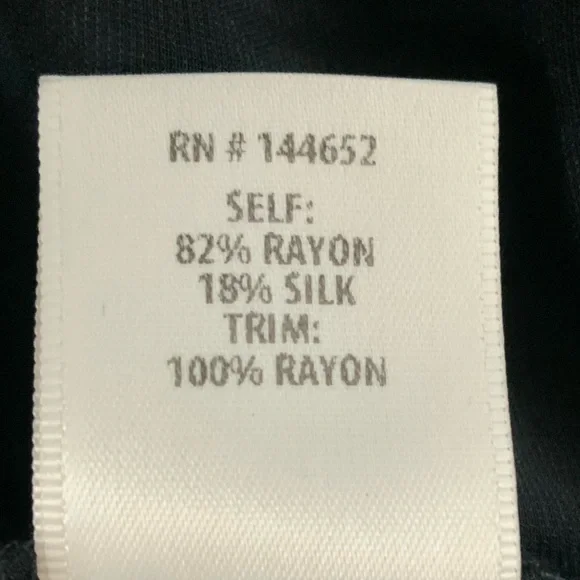 RN # 144652
SELF:
82% RAYON
18% SILK
TRIM:
100% RAYON